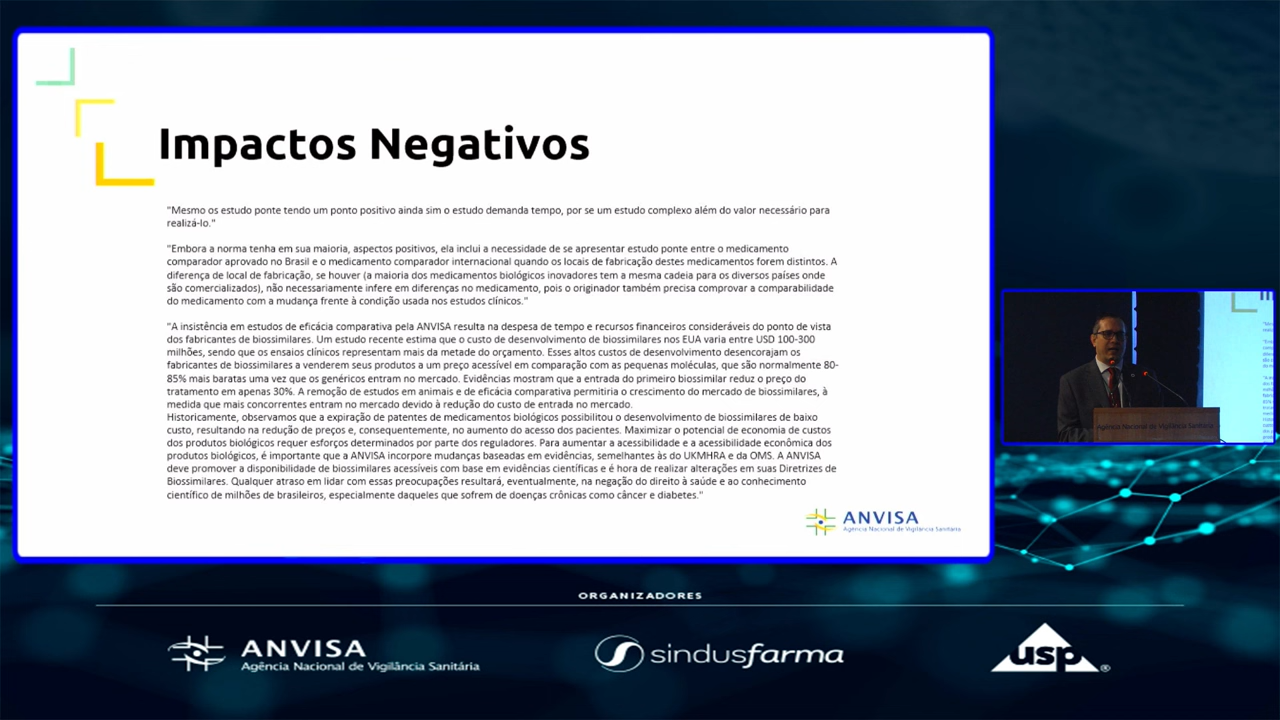 Impactos Negativos
"Mesmo os estudo ponte tendo um ponto positivo ainda sim o estudo demanda tempo, por se um estudo complexo além do valor necessário para
realizá-lo."
"Embora a norma tenha em sua maioria, aspectos positivos, ela inclui a necessidade de se apresentar estudo ponte entre o medicamento
comparador aprovado no Brasil e o medicamento comparador internacional quando os locais de fabricação destes medicamentos forem distintos. A
diferença de local de fabricação, se houver (a maioria dos medicamentos biológicos inovadores tem a mesma cadeia para os diversos países onde
são comercializados), não necessariamente infere em diferenças no medicamento, pois o originador também precisa comprovar a comparabilidade
do medicamento com a mudança frente à condição usada nos estudos clínicos."
"A insistência em estudos de eficácia comparativa pela ANVISA resulta na despesa de tempo e recursos financeiros consideráveis do ponto de vista
dos fabricantes de biossimilares. Um estudo recente estima que o custo de desenvolvimento de biossimilares nos EUA varia entre USD 100-300
milhões, sendo que os ensaios clínicos representam mais da metade do orçamento. Esses altos custos de desenvolvimento desencorajam os
fabricantes de biossimilares a venderem seus produtos a um preço acessível em comparação com as pequenas moléculas, que são normalmente 80-
85% mais baratas uma vez que os genéricos entram no mercado. Evidências mostram que a entrada do primeiro biossimilar reduz o preço do
tratamento em apenas 30%. A remoção de estudos em animais e de eficácia comparativa permitiria o crescimento do mercado de biossimilares, à
medida que mais concorrentes entram no mercado devido à redução do custo de entrada no mercado.
Historicamente, observamos que a expiração de patentes de medicamentos biológicos possibilitou o desenvolvimento de biossimilares de baixo
custo, resultando na redução de preços e, consequentemente, no aumento do acesso dos pacientes. Maximizar o potencial de economia de custos
dos produtos biológicos requer esforços determinados por parte dos reguladores. Para aumentar a acessibilidade e a acessibilidade econômica dos
produtos biológicos, é importante que a ANVISA incorpore mudanças baseadas em evidências, semelhantes às do UKMHRA e da OMS. A ANVISA
deve promover a disponibilidade de biossimilares acessíveis com base em evidências científicas e é hora de realizar alterações em suas Diretrizes de
Biossimilares. Qualquer atraso em lidar com essas preocupações resultará, eventualmente, na negação do direito à saúde e ao conhecimento
científico de milhões de brasileiros, especialmente daqueles que sofrem de doenças crônicas como câncer e diabetes."
ANVISA
Agência Nacional de Vigilância Sanitária
Agência Nacional de Vigilância Sanitária
ORGANIZADORES
ANVISA
Agência Nacional de Vigilância Sanitária
sindusfarma
usp®